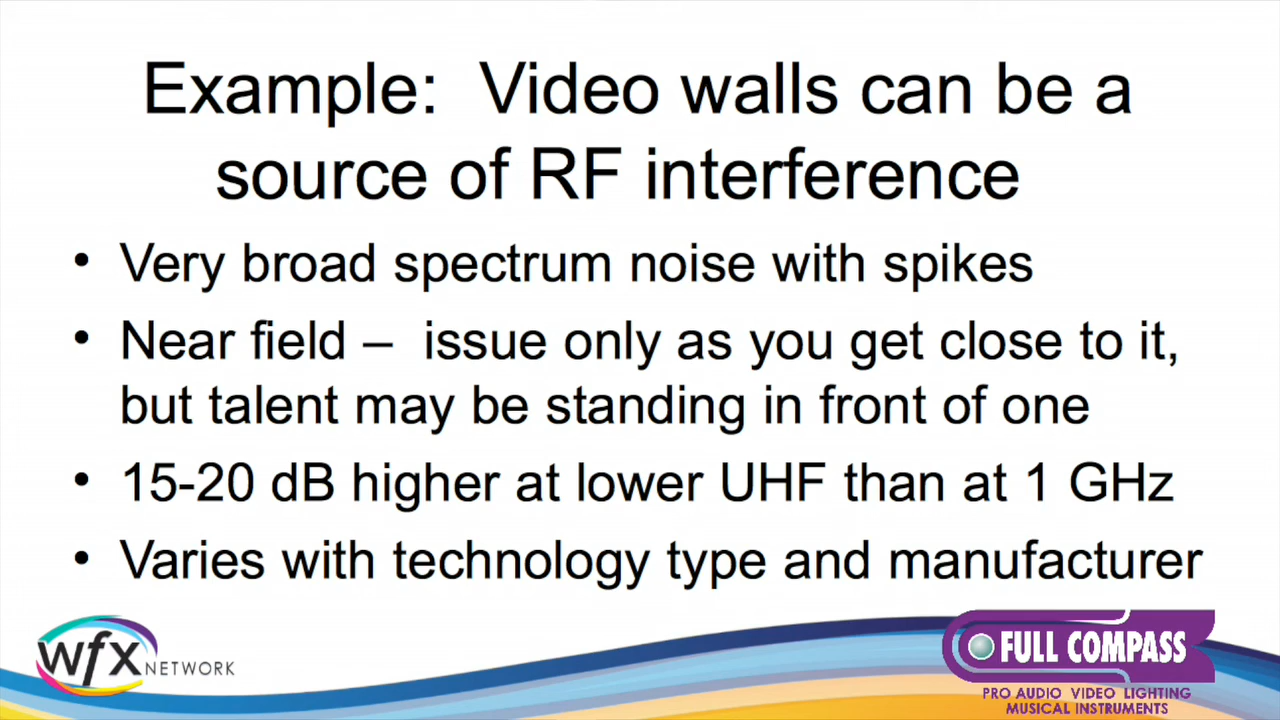 Example:  Video walls can be a
source of RF interference
• Very broad spectrum noise with spikes
• Near field –  issue only as you get close to it,
but talent may be standing in front of one
• 15-20 dB higher at lower UHF than at 1 GHz
• Varies with technology type and manufacturer
wfx NETWORK
FULL COMPASS
PRO AUDIO  VIDEO  LIGHTING
MUSICAL INSTRUMENTS